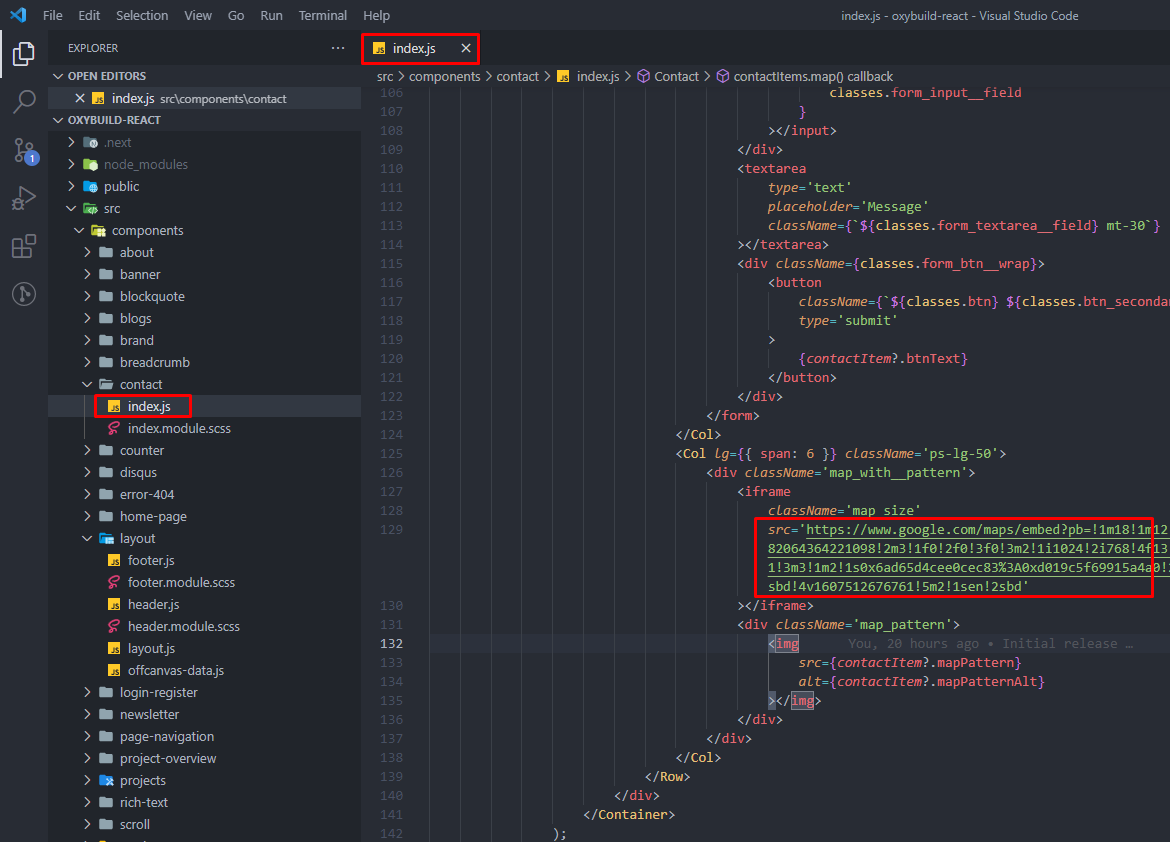 File Edit Selection View Go Run Terminal Help
index.js - oxybuild-react - Visual Studio Code
EXPLORER
OPEN EDITORS
index.js src\components\contact
OXYBUILD-REACT
.next
node_modules
public
src
components
about
banner
blockquote
blogs
brand
breadcrumb
contact
index.js
index.module.scss
counter
disqus
error-404
home-page
layout
footer.js
footer.module.scss
header.js
header.module.scss
layout.js
offcanvas-data.js
login-register
newsletter
page-navigation
project-overview
projects
rich-text
scroll
1
index.js
src > components > contact > index.js > Contact > contactItems.map() callback
106 classes.form_input__field
107 }
108 ></input>
109 </div>
110 <textarea
111 type='text'
112 placeholder='Message'
113 className={`${classes.form_textarea__field} mt-30`}
114 ></textarea>
115 <div className={classes.form_btn__wrap}>
116 <button
117 className={`${classes.btn} ${classes.btn_secondar
118 type='submit'
119 >
120 {contactItem?.btnText}
121 </button>
122 </div>
123 </form>
124 </Col>
125 <Col lg={{ span: 6 }} className='ps-lg-50'>
126 <div className='map_with__pattern'>
127 <iframe
128 className='map_size'
129 src='https://www.google.com/maps/embed?pb=!1m18!1m12
82064364221098!2m3!1f0!2f0!3f0!3m2!1i1024!2i768!4f13
1!3m3!1m2!1s0x6ad65d4cee0cec83%3A0xd019c5f69915a4a0!2
sbd!4v1607512676761!5m2!1sen!2sbd'
130 ></iframe>
131 <div className='map_pattern'>
132 <img You, 20 hours ago • Initial release …
133 src={contactItem?.mapPattern}
134 alt={contactItem?.mapPatternAlt}
135 ></img>
136 </div>
137 </div>
138 </Col>
139 </Row>
140 </div>
141 </Container>
142 );